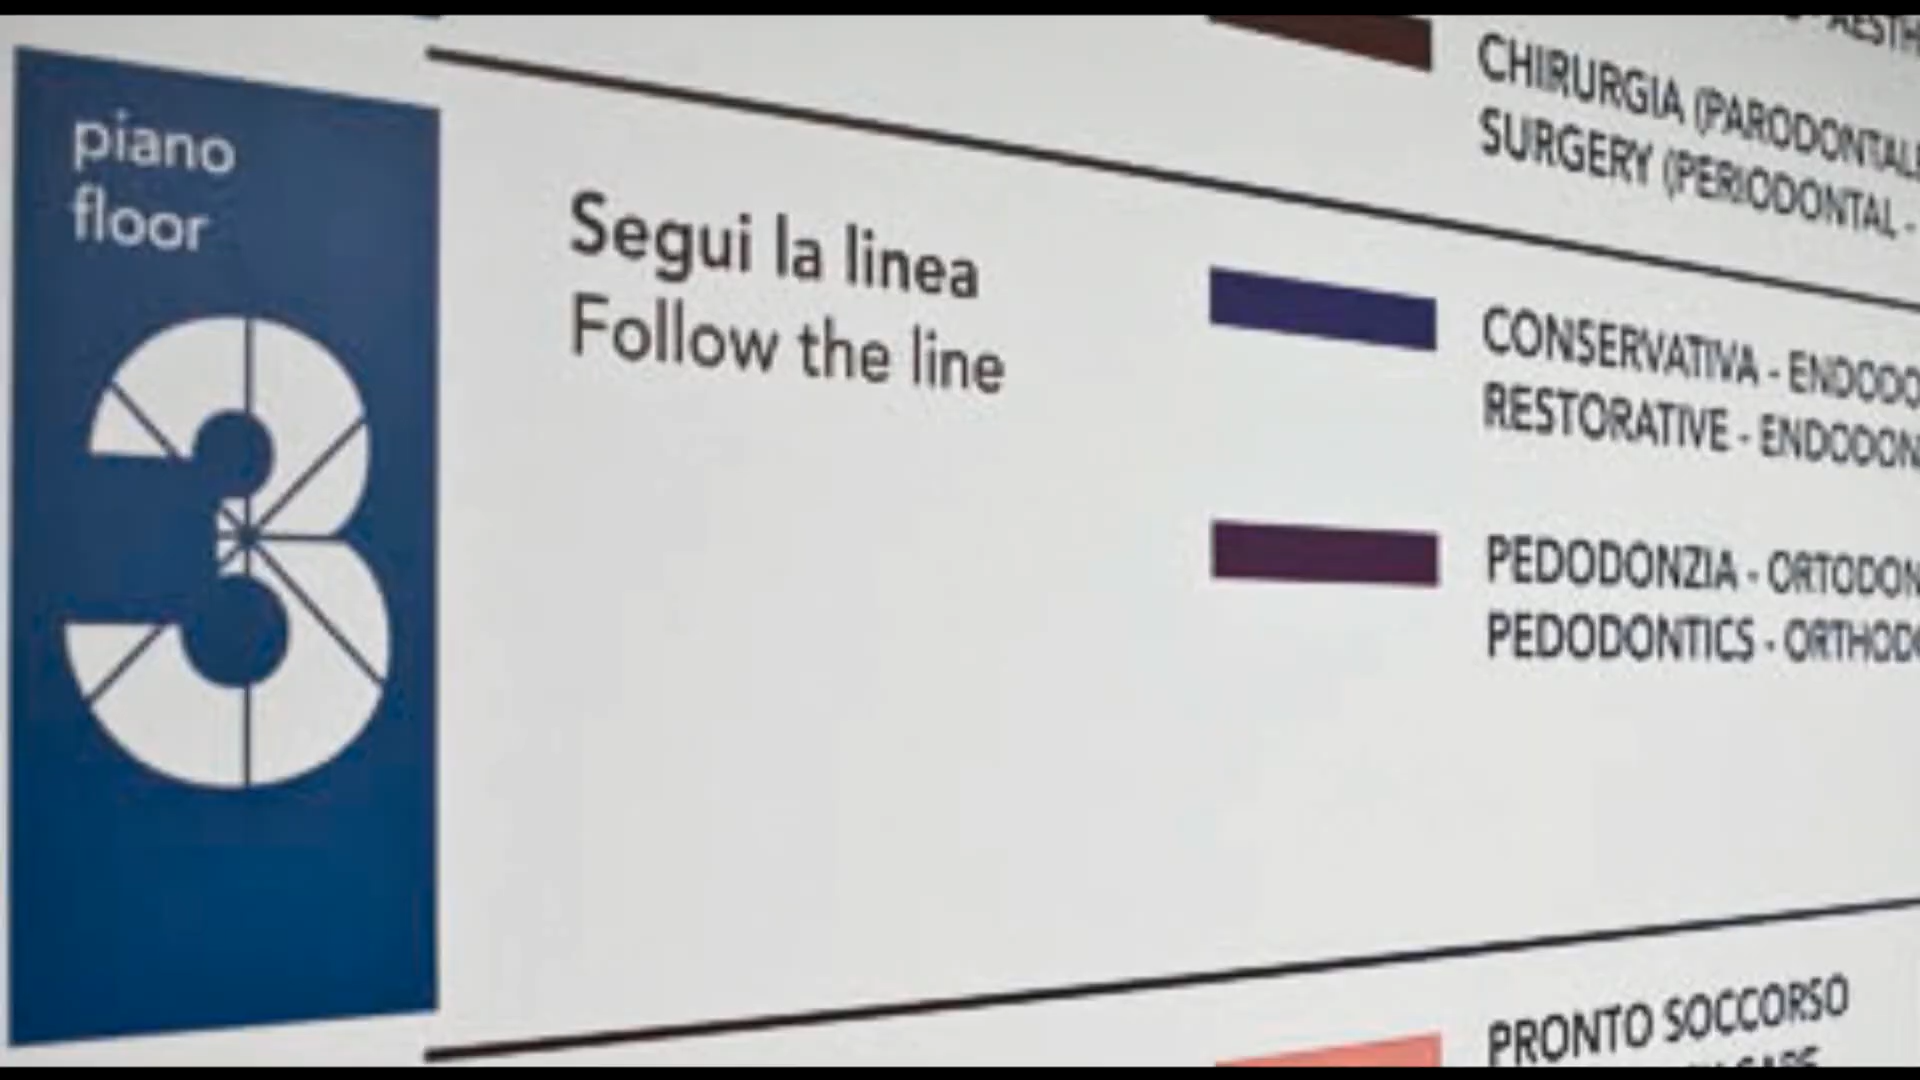 piano
floor
3
Segui la linea
Follow the line
CHIRURGIA (PARODONTALE
SURGERY (PERIODONTAL -
CONSERVATIVA - ENDODO
RESTORATIVE - ENDODON
PEDODONZIA - ORTODON
PEDODONTICS - ORTHODO
PRONTO SOCCORSO